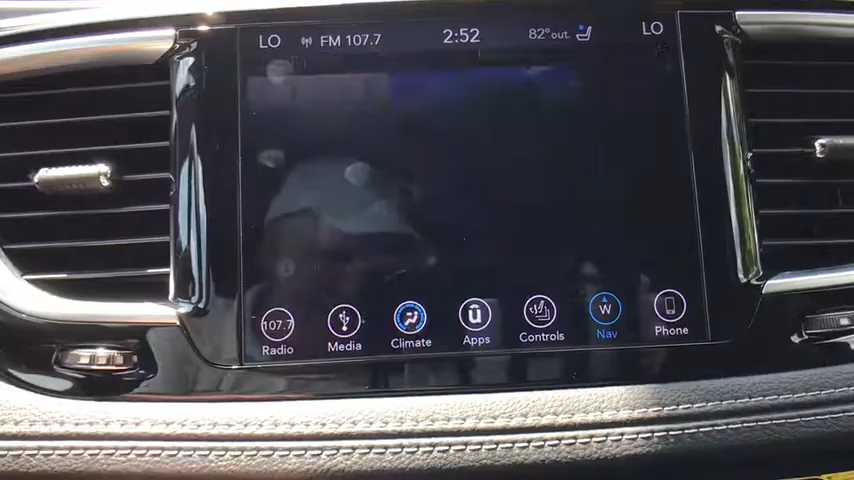 LO FM 107.7 2:52 82°out LO
107.7 W
Radio Media Climate Apps Controls Nav Phone